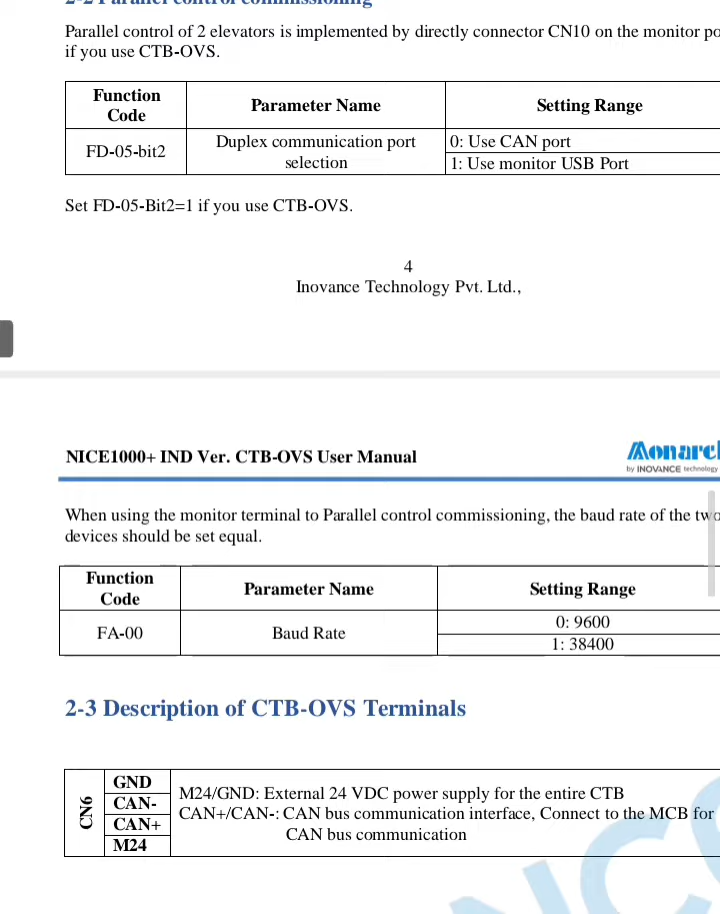 2-2 Parallel control commissioning
Parallel control of 2 elevators is implemented by directly connector CN10 on the monitor
if you use CTB-OVS.
Function
Code
Parameter Name
Setting Range
FD-05-bit2
Duplex communication port
selection
0: Use CAN port
1: Use monitor USB Port
Set FD-05-Bit2=1 if you use CTB-OVS.
4
Inovance Technology Pvt. Ltd.,
NICE1000+ IND Ver. CTB-OVS User Manual
Monarch
by INOVANCE technology
When using the monitor terminal to Parallel control commissioning, the baud rate of the two
devices should be set equal.
Function
Code
Parameter Name
Setting Range
FA-00
Baud Rate
0: 9600
1: 38400
2-3 Description of CTB-OVS Terminals
CN6
GND
CAN-
CAN+
M24
M24/GND: External 24 VDC power supply for the entire CTB
CAN+/CAN-: CAN bus communication interface, Connect to the MCB for
CAN bus communication